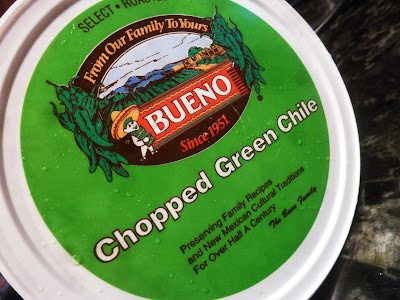 SELECT • ROASTED
From Our Family To Yours
BUENO
Since 1951
®
Chopped Green Chile
Preserving Family Recipes
and New Mexican Cultural Traditions
For Over Half A Century
The Baca Family